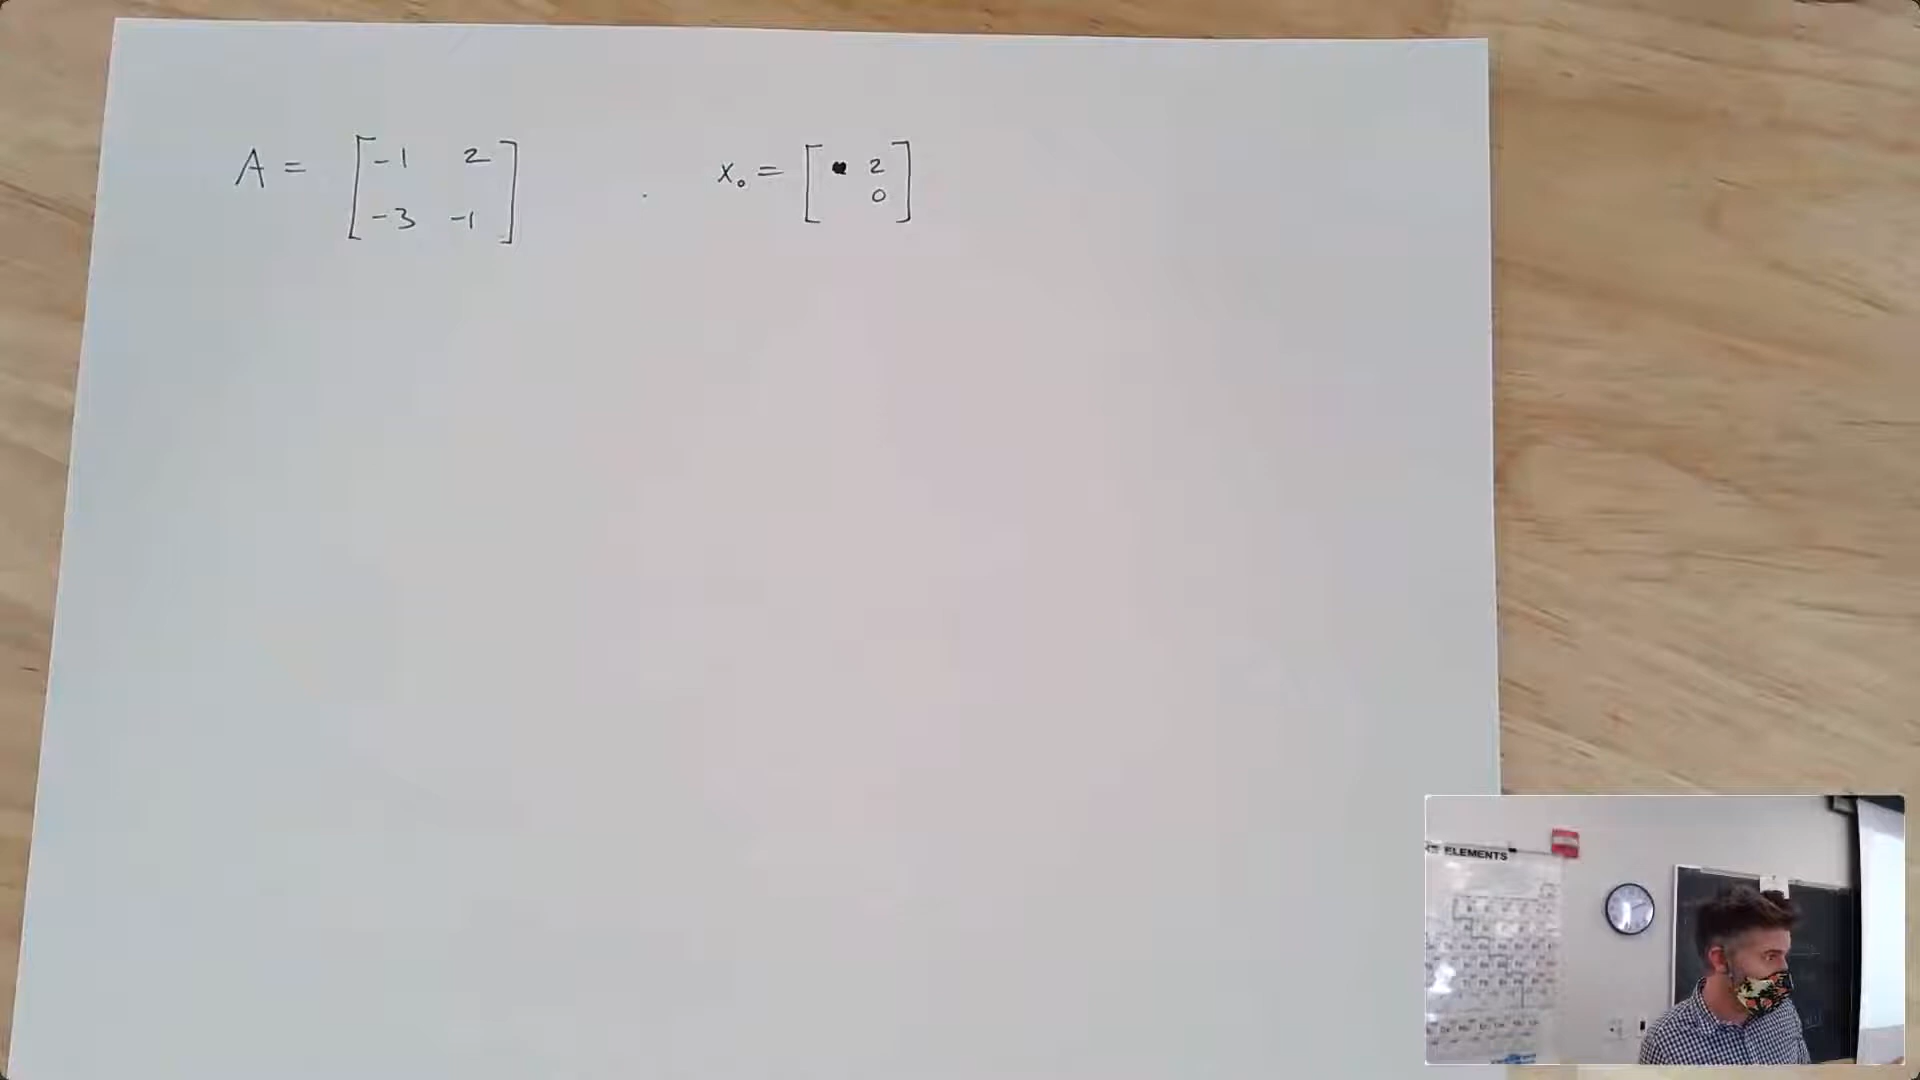 A = [ -1 2
-3 -1 ]
x₀ = [ 2
0 ]
ELEMENTS